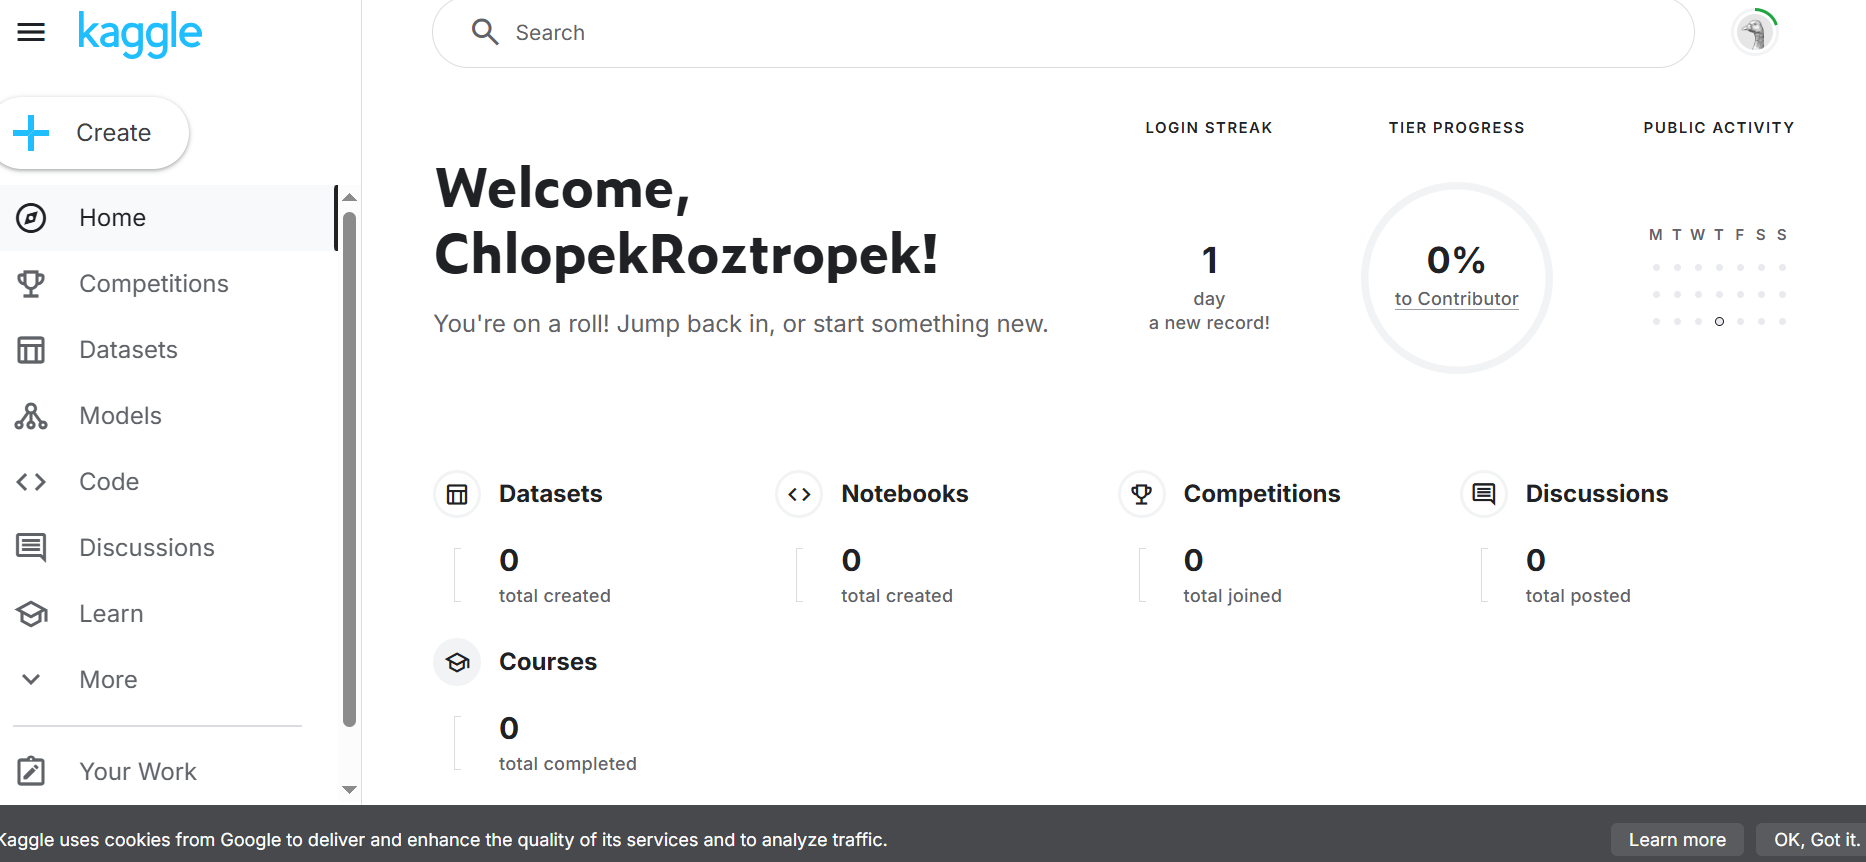 kaggle
Search
Create
Home
Competitions
Datasets
Models
Code
Discussions
Learn
More
Your Work
Welcome,
ChlopekRoztropek!
You're on a roll! Jump back in, or start something new.
LOGIN STREAK
1
day
a new record!
TIER PROGRESS
0%
to Contributor
PUBLIC ACTIVITY
M T W T F S S
Datasets
0
total created
Notebooks
0
total created
Competitions
0
total joined
Discussions
0
total posted
Courses
0
total completed
Kaggle uses cookies from Google to deliver and enhance the quality of its services and to analyze traffic.
Learn more
OK, Got it.